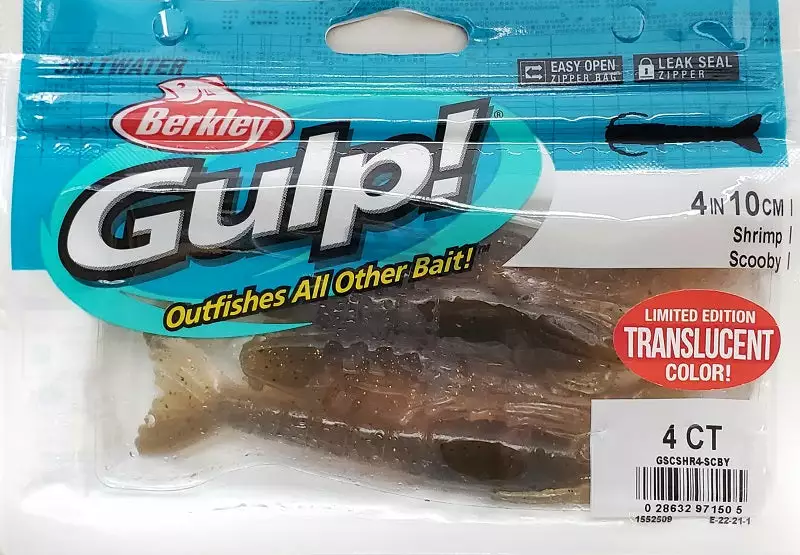 SALTWATER
EASY OPEN
ZIPPER BAG
LEAK SEAL
ZIPPER
Berkley
Gulp!®
Outfishes All Other Bait!™
4 IN 10 CM
Shrimp
Scooby
LIMITED EDITION
TRANSLUCENT
COLOR!
4 CT
GSCSHR4-SCBY
0 28632 97150 5
1552509 E-22-21-1